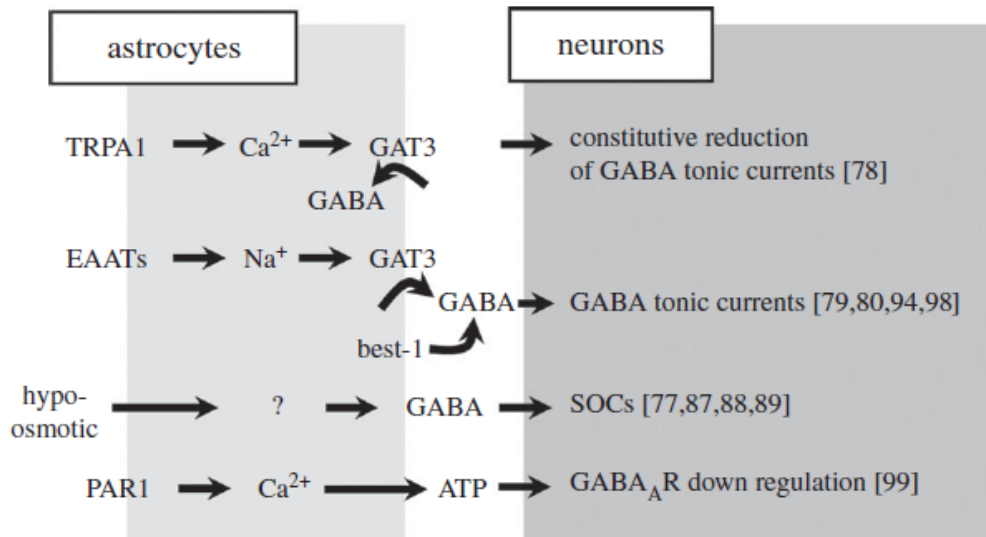 astrocytes
neurons
TRPA1 Ca²⁺ GAT3 constitutive reduction
of GABA tonic currents [78]
GABA
EAATs Na⁺ GAT3
GABA GABA tonic currents [79,80,94,98]
best-1
hypo-
osmotic ? GABA SOCs [77,87,88,89]
PAR1 Ca²⁺ ATP GABA_AR down regulation [99]